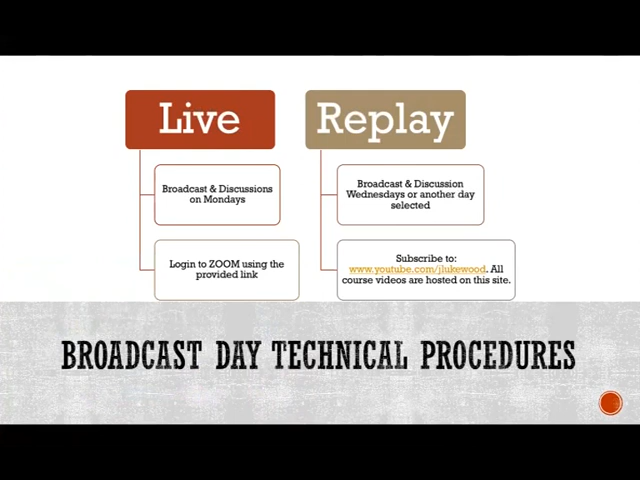 Live
Broadcast & Discussions
on Mondays
Login to ZOOM using the
provided link
Replay
Broadcast & Discussion
Wednesdays or another day
selected
Subscribe to:
www.youtube.com/jlukewood. All
course videos are hosted on this site.
BROADCAST DAY TECHNICAL PROCEDURES